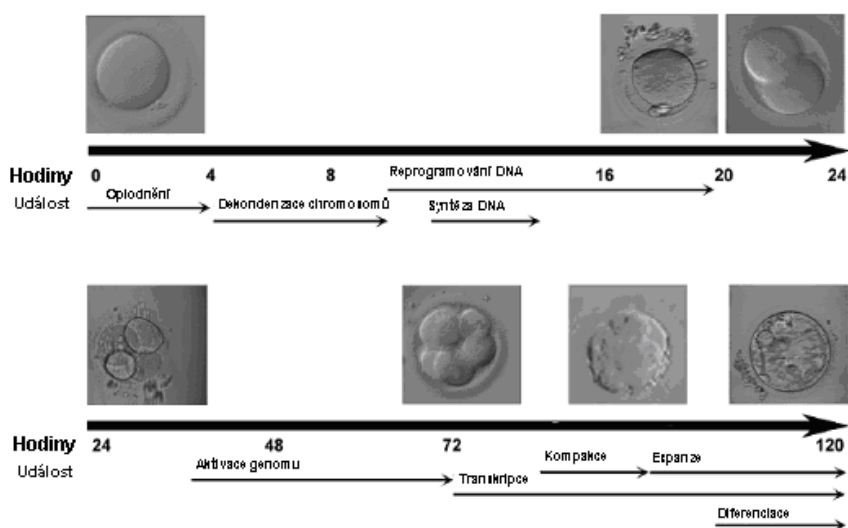 Hodiny 0 4 8 16 20 24
Reprogramování DNA
Událost Oplodnění
Dekondenzace chromonomů Syntéza DNA
Hodiny 24 48 72 120
Událost Aktivace genomu Kompakce Expanze
Transkripce
Diferenciace